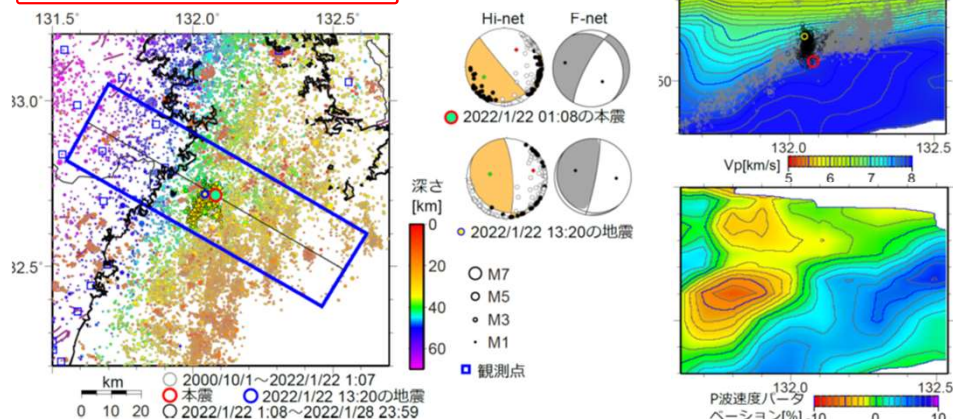 131.5° 132.0° 132.5°
33.0°
32.5°
km
0 10 20
2000/10/1～2022/1/22 1:07
本震 2022/1/22 13:20の地震
2022/1/22 1:08～2022/1/28 23:59
深さ
[km]
0
20
40
60
Hi-net F-net
2022/1/22 01:08の本震
2022/1/22 13:20の地震
M7
M5
M3
M1
観測点
50
132.0° 132.5°
Vp[km/s]
5 6 7 8
132.0° 132.5°
P波速度パータ
ベーション[%] -10 0 10